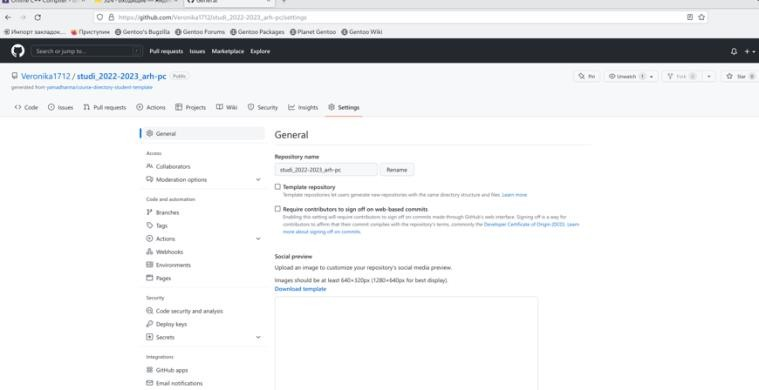 GitHub
https://github.com/Veronika1712/studi_2022-2023_arh-pc/settings
Импорт закладок... Приступим Gentoo's Bugzilla Gentoo Forums Gentoo Packages Planet Gentoo Gentoo Wiki
Search or jump to... / Pull requests Issues Marketplace Explore
Veronika1712 / studi_2022-2023_arh-pc Public
Pin Unwatch 1 Fork 0 Star 0
generated from yamadharma/course-directory-student-template
Code Issues Pull requests Actions Projects Wiki Security Insights Settings
General
Access
Collaborators
Moderation options
Code and automation
Branches
Tags
Actions
Webhooks
Environments
Pages
Security
Code security and analysis
Deploy keys
Secrets
Integrations
GitHub apps
Email notifications
General
Repository name
studi_2022-2023_arh-pc Rename
Template repository
Template repositories let users generate new repositories with the same directory structure and files. Learn more
Require contributors to sign off on web-based commits
Enabling this setting will require contributors to sign off on commits made through GitHub's web interface. Signing off is a way for
contributors to affirm that their commit complies with the repository's terms, commonly the Developer Certificate of Origin (DCO). Learn
more about signing off on commits.
Social preview
Upload an image to customize your repository's social media preview.
Images should be at least 640×320px (1280×640px for best display).
Download template